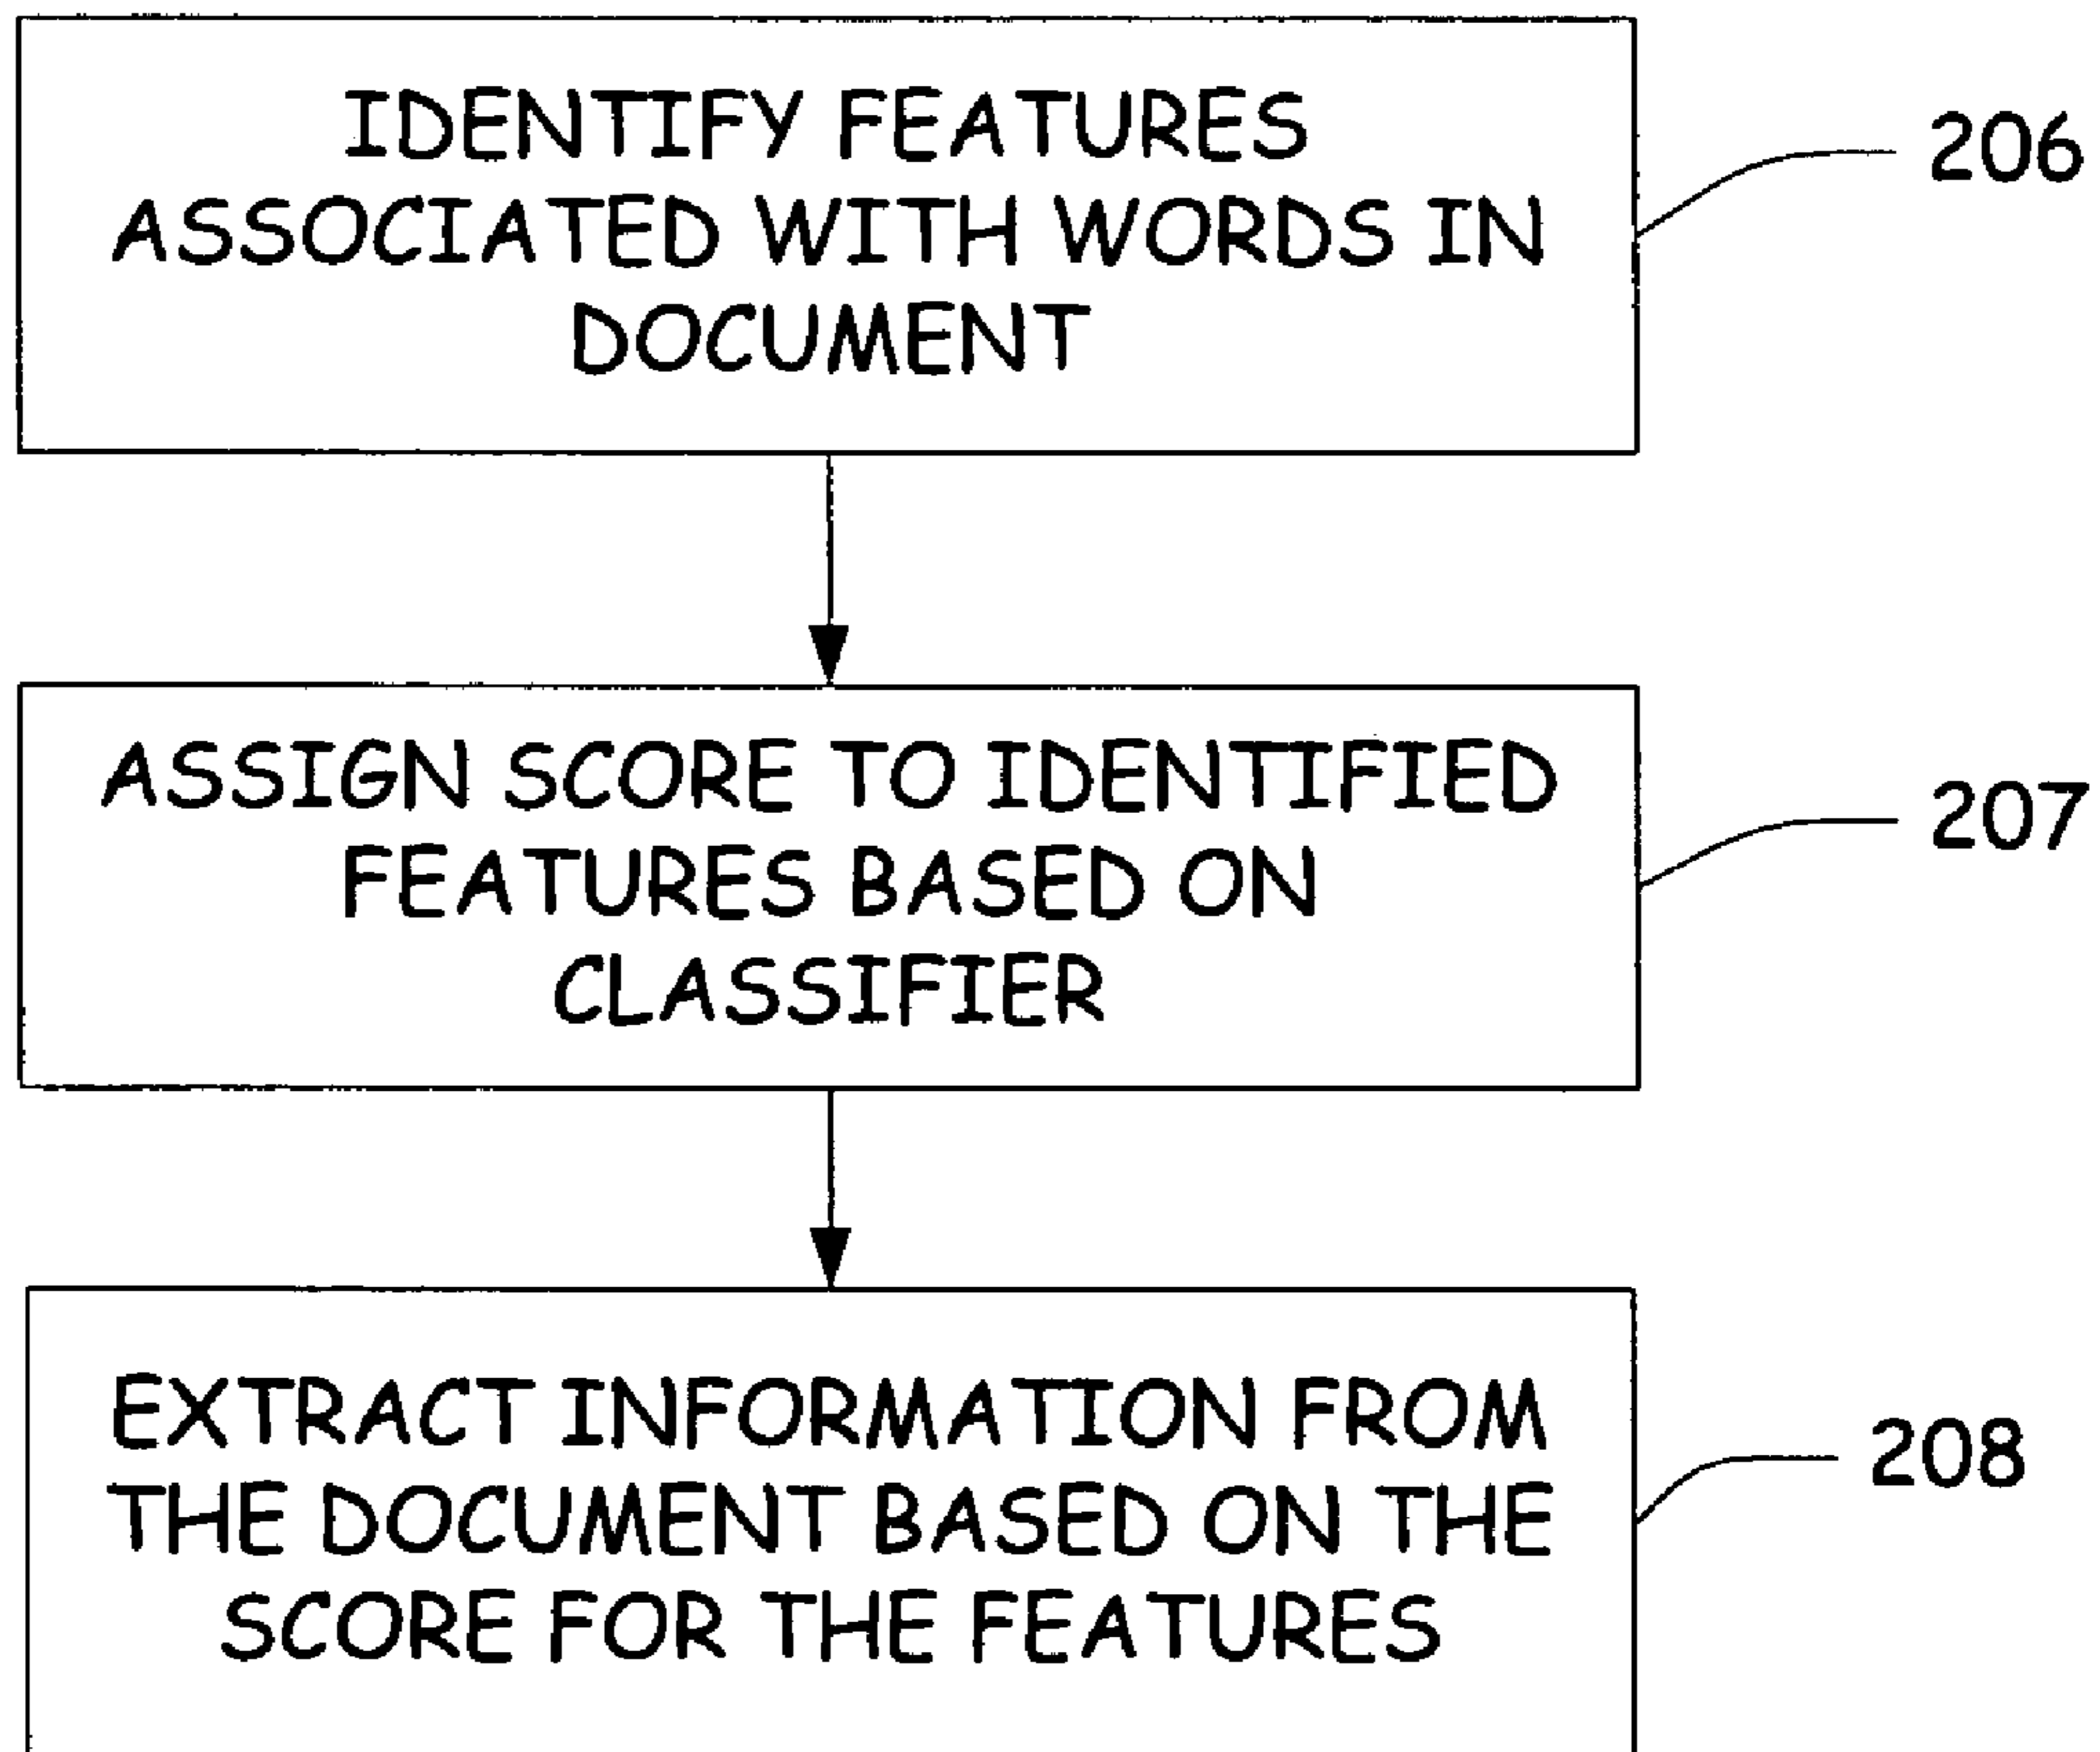 IDENTIFY FEATURES
ASSOCIATED WITH WORDS IN
DOCUMENT
206
ASSIGN SCORE TO IDENTIFIED
FEATURES BASED ON
CLASSIFIER
207
EXTRACT INFORMATION FROM
THE DOCUMENT BASED ON THE
SCORE FOR THE FEATURES
208